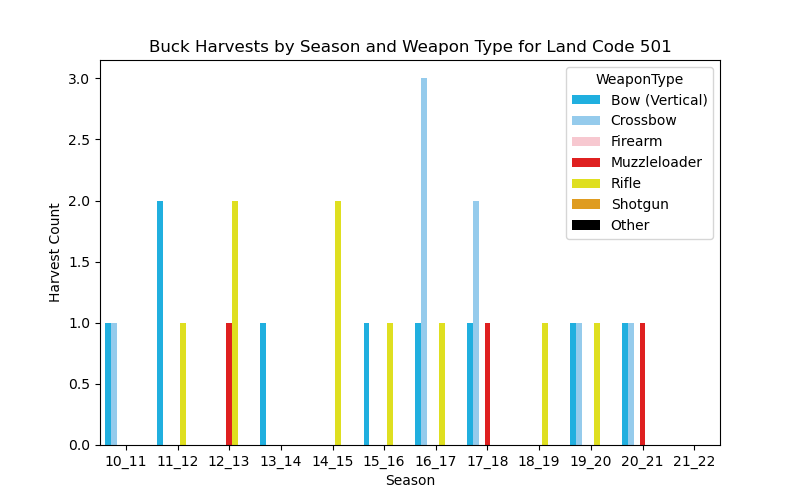 Buck Harvests by Season and Weapon Type for Land Code 501
WeaponType
Bow (Vertical)
Crossbow
Firearm
Muzzleloader
Rifle
Shotgun
Other
Harvest Count
3.0
2.5
2.0
1.5
1.0
0.5
0.0
10_11 11_12 12_13 13_14 14_15 15_16 16_17 17_18 18_19 19_20 20_21 21_22
Season